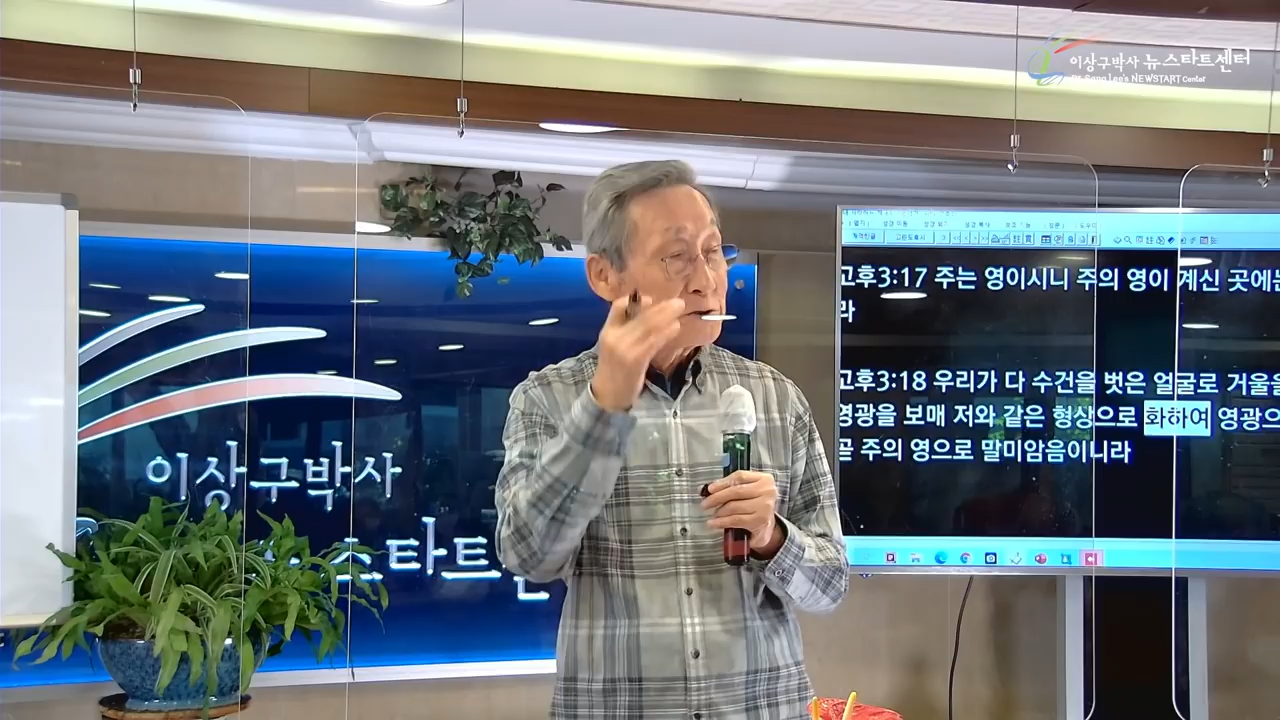 이상구박사 뉴스타트센터
Dr. Sang Lee's NEWSTART Center
고후3:17 주는 영이시니 주의 영이 계신 곳에는
라
고후3:18 우리가 다 수건을 벗은 얼굴로 거울을
영광을 보매 저와 같은 형상으로 화하여 영광으
곧 주의 영으로 말미암음이니라
이상구박사
스타트센